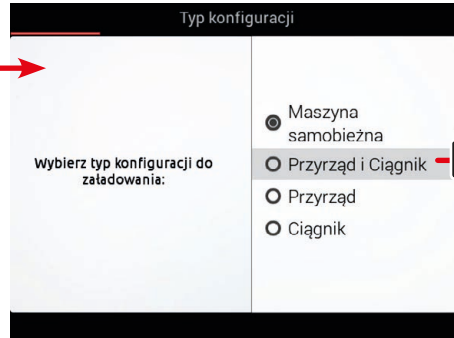 Typ konfiguracji
Wybierz typ konfiguracji do
załadowania:
Maszyna
samobieżna
Przyrząd i Ciągnik
Przyrząd
Ciągnik